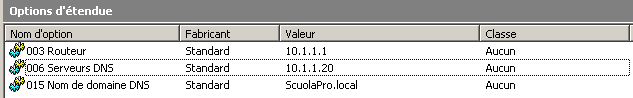 Options d'étendue
Nom d'option Fabricant Valeur Classe
003 Routeur Standard 10.1.1.1 Aucun
006 Serveurs DNS Standard 10.1.1.20 Aucun
015 Nom de domaine DNS Standard ScuolaPro.local Aucun